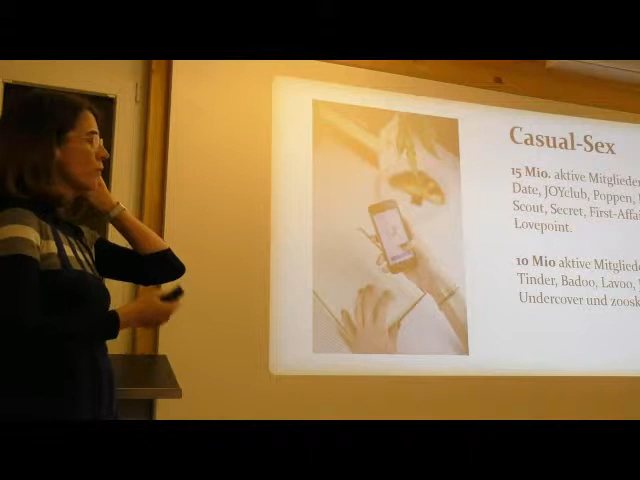 Casual-Sex
15 Mio. aktive Mitglieder
Date, JOYclub, Poppen,
Scout, Secret, First-Affai
Lovepoint.
10 Mio aktive Mitglied
Tinder, Badoo, Lavoo,
Undercover und zoosk